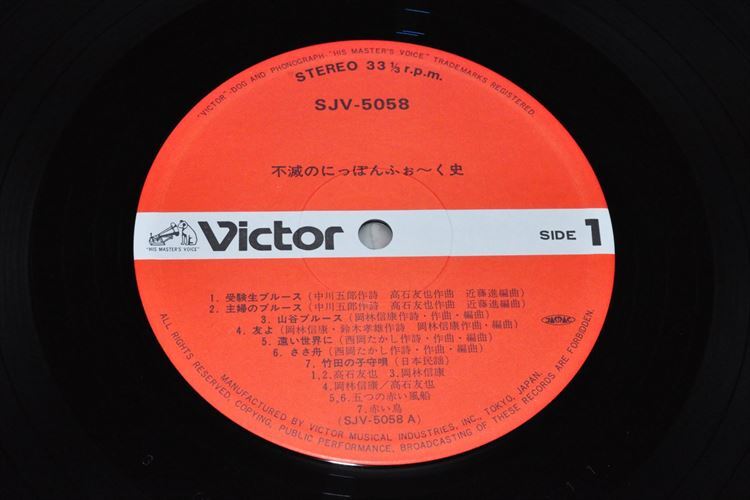 "VICTOR"-DOG AND PHONOGRAPH-"HIS MASTER'S VOICE" TRADEMARKS REGISTERED.
STEREO 33 1/3 r.p.m.
SJV-5058
不滅のにっぽんふぉ〜く史
"HIS MASTER'S VOICE"
Victor
SIDE 1
1. 受験生ブルース (中川五郎作詩 高石友也作曲 近藤進編曲)
2. 主婦のブルース (中川五郎作詩 高石友也作曲 近藤進編曲)
3. 山谷ブルース (岡林信康作詩・作曲・編曲)
4. 友よ (岡林信康・鈴木孝雄作詩 岡林信康作曲・編曲)
5. 遠い世界に (西岡たかし作詩・作曲・編曲)
6. ささ舟 (西岡たかし作詩・作曲・編曲)
7. 竹田の子守唄 (日本民謡)
1,2. 高石友也 3. 岡林信康
4. 岡林信康/高石友也
5,6. 五つの赤い風船
7. 赤い鳥
(SJV-5058 A)
JASRAC
MANUFACTURED BY VICTOR MUSICAL INDUSTRIES, INC., TOKYO, JAPAN.
ALL RIGHTS RESERVED. COPYING, PUBLIC PERFORMANCE, BROADCASTING OF THESE RECORDS ARE FORBIDDEN.